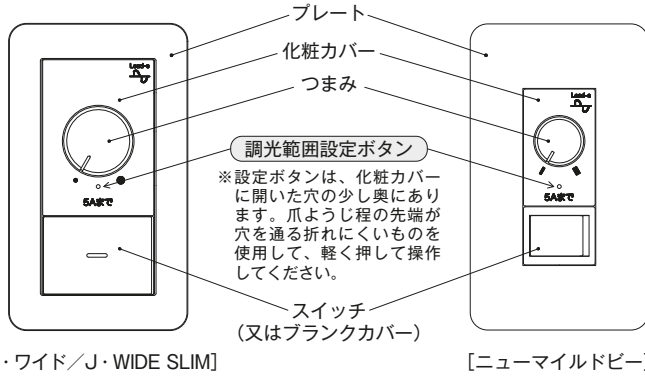 プレート
化粧カバー
つまみ
調光範囲設定ボタン
※設定ボタンは、化粧カバー
に開いた穴の少し奥にあり
ます。爪ようじ程の先端が
穴を通る折れにくいものを
使用して、軽く押して操作
してください。
スイッチ
(又はブランクカバー)
Lead-e
5Aまで
・ワイド／J・WIDE SLIM]
Lead-e
5Aまで
[ニューマイルドビー]